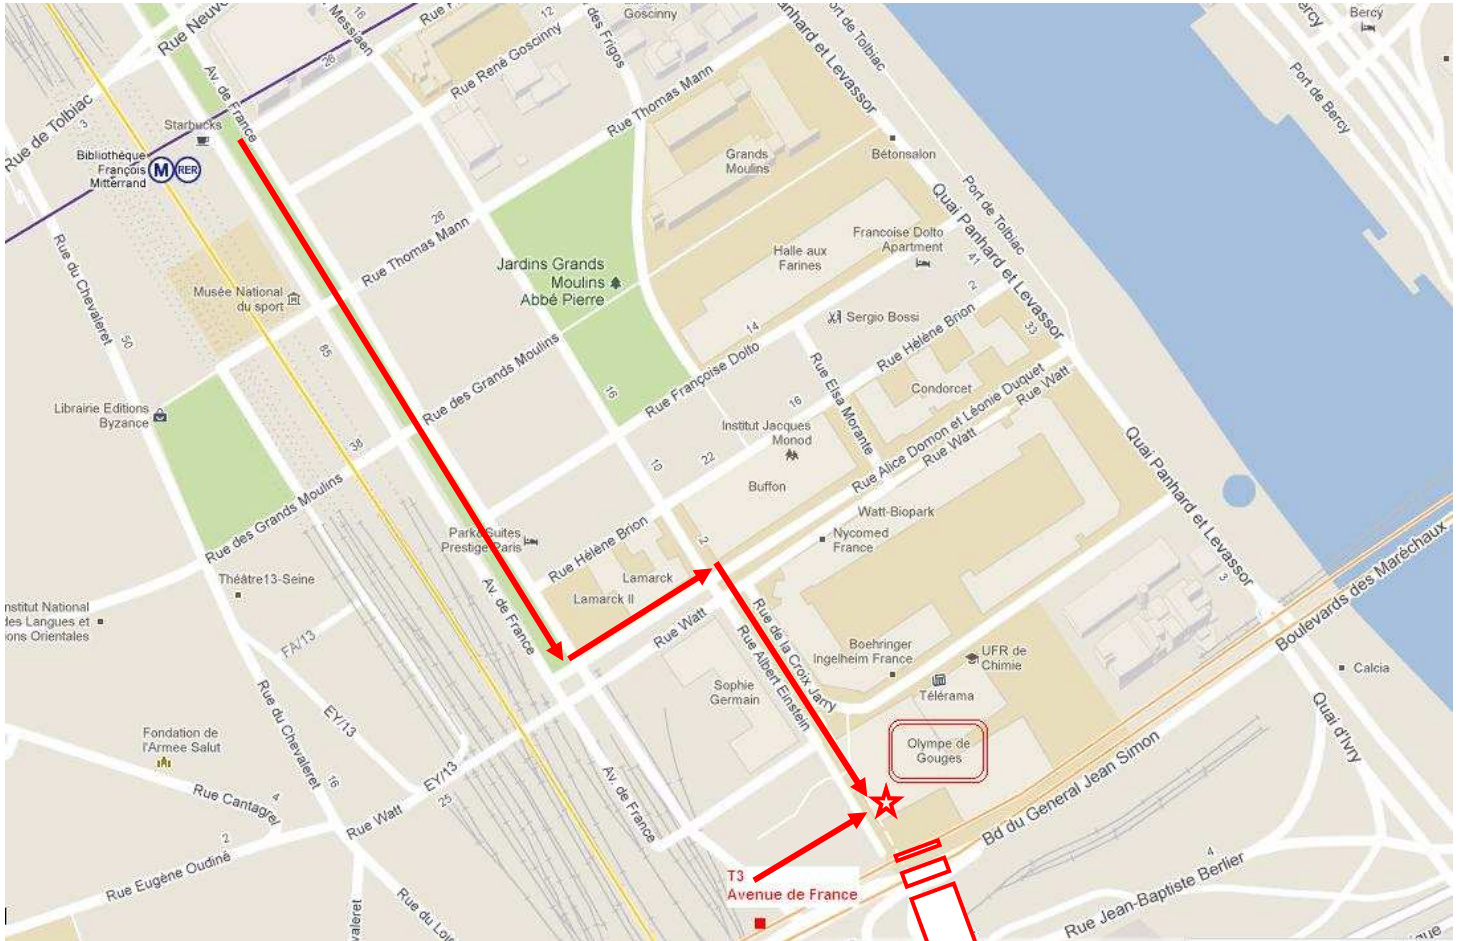 Rue Neuve
Messiaen
16
Rue F
12
des Frigos
Goscinny
Port de Tolbiac
Bercy
Bercy
Av. de France
26
Rue René Goscinny
Panhard et Levassor
Port de Bercy
Rue Thomas Mann
Rue de Tolbiac
3
Starbucks
Bibliothèque
François
Mitterrand
M
RER
Grands
Moulins
Bétonsalon
Port de Tolbiac
Quai Panhard et Levassor
26
Rue Thomas Mann
Francoise Dolto
Apartment
41
Halle aux
Farines
Rue du Chevaleret
50
Jardins Grands
Moulins
Abbé Pierre
Musée National
du sport
2
Sergio Bossi
33
14
Rue Hélène Brion
85
Rue des Grands Moulins
Rue Françoise Dolto
Rue Elsa Morante
Condorcet
16
16
Librairie Editions
Byzance
38
Institut Jacques
Monod
Rue Alice Domon et Léonie Duquet
Rue Watt
Rue Watt
10
22
Buffon
Quai Panhard et Levassor
Rue des Grands Moulins
Watt-Biopark
Nycomed
France
Park&Suites
Prestige Paris
Rue Hélène Brion
2
Boulevards des Maréchaux
Théâtre13-Seine
Lamarck
Lamarck II
3
Institut National
des Langues et
ions Orientales
Av. de France
FA/13
Rue Watt
Rue de la Croix Jarry
Rue Albert Einstein
Boehringer
Ingelheim France
UFR de
Chimie
Calcia
Sophie
Germain
Télérama
Rue du Chevaleret
EY/13
Quai d'Ivry
Fondation de
l'Armee Salut
Olympe de
Gouges
Bd du General Jean Simon
EY/13
16
25
Av. de France
Rue Cantagrel
4
Rue Watt
2
Rue Eugène Oudiné
T3
Avenue de France
4
Rue Jean-Baptiste Berlier
Rue du Loir
valeret
ique